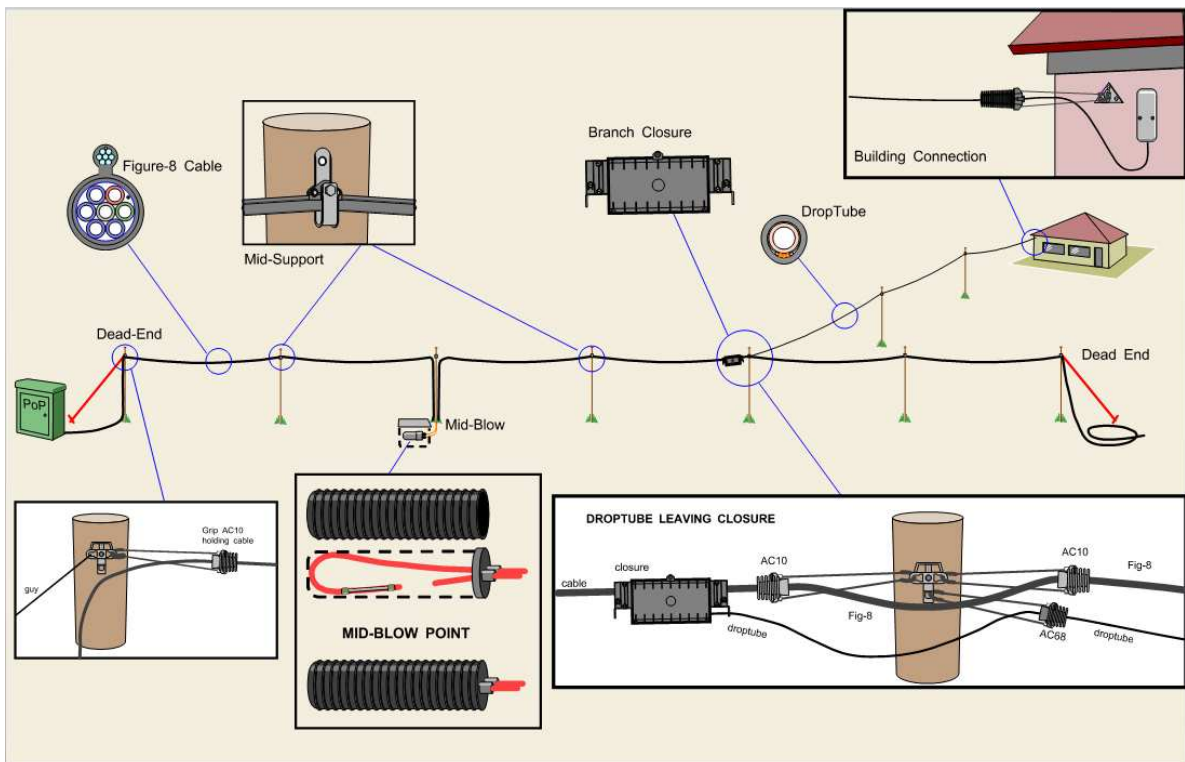 Branch Closure
Building Connection
Figure-8 Cable
DropTube
Mid-Support
Dead-End
Dead End
PoP
Mid-Blow
Grip AC10
holding cable
guy
MID-BLOW POINT
DROPTUBE LEAVING CLOSURE
AC10
AC10
closure
cable
Fig-8
Fig-8
droptube
AC68
droptube